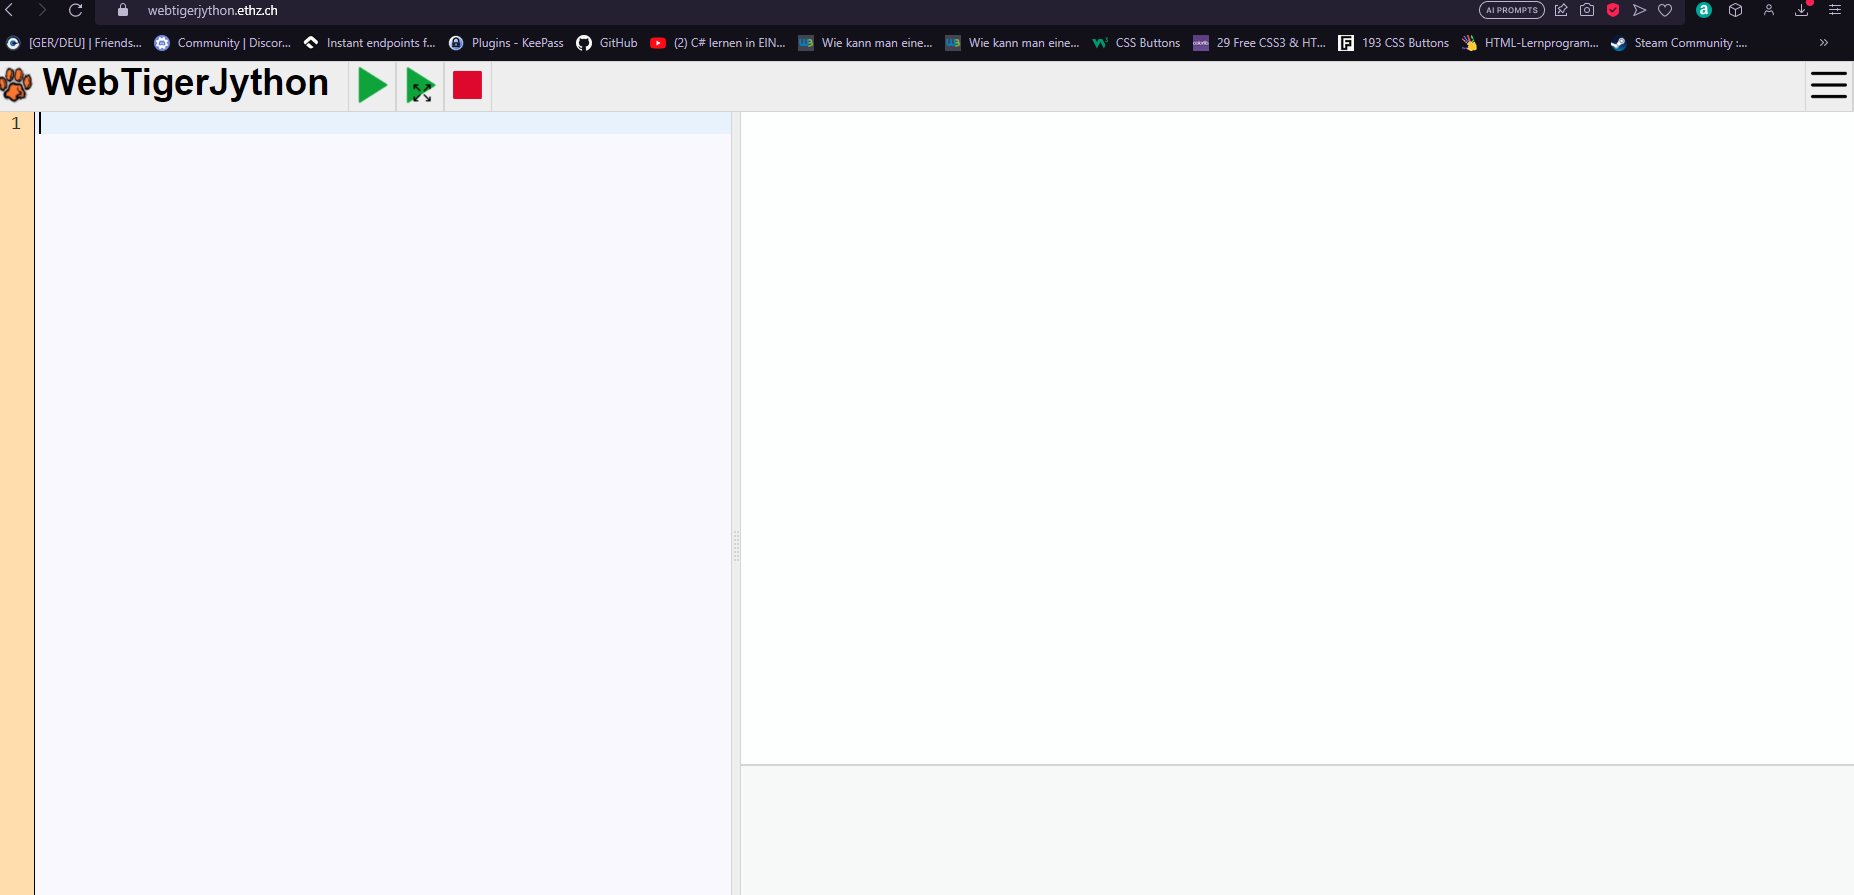 webtigerjython.ethz.ch AI PROMPTS
[GER/DEU] | Friends... Community | Discor... Instant endpoints f... Plugins - KeePass GitHub (2) C# lernen in EIN... Wie kann man eine... Wie kann man eine... CSS Buttons 29 Free CSS3 & HT... 193 CSS Buttons HTML-Lernprogram... Steam Community :... »
WebTigerJython
1